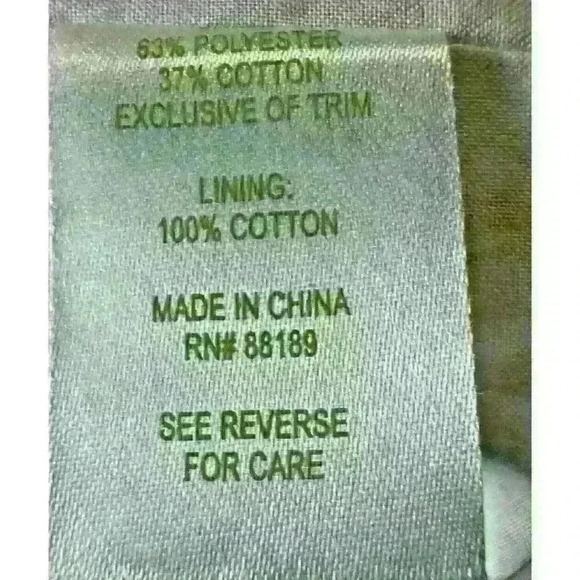 63% POLYESTER
37% COTTON
EXCLUSIVE OF TRIM
LINING:
100% COTTON
MADE IN CHINA
RN# 88189
SEE REVERSE
FOR CARE